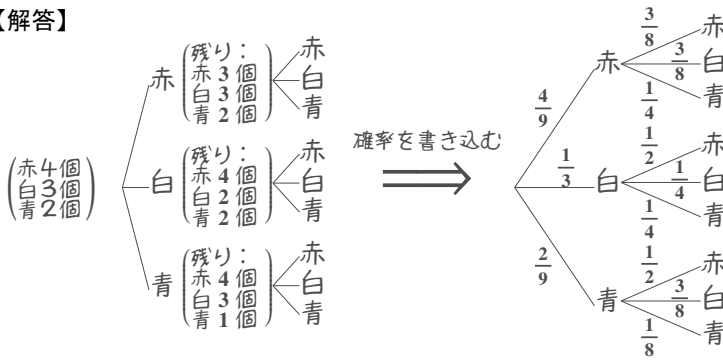 【解答】
(赤4個
白3個
青2個)
赤
(残り：
赤3個
白3個
青2個)
赤
白
青
白
(残り：
赤4個
白2個
青2個)
赤
白
青
青
(残り：
赤4個
白3個
青1個)
赤
白
青
確率を書き込む
4/9
赤
3/8
赤
3/8
白
1/4
青
1/3
白
1/2
赤
1/4
白
1/4
青
2/9
青
1/2
赤
3/8
白
1/8
青